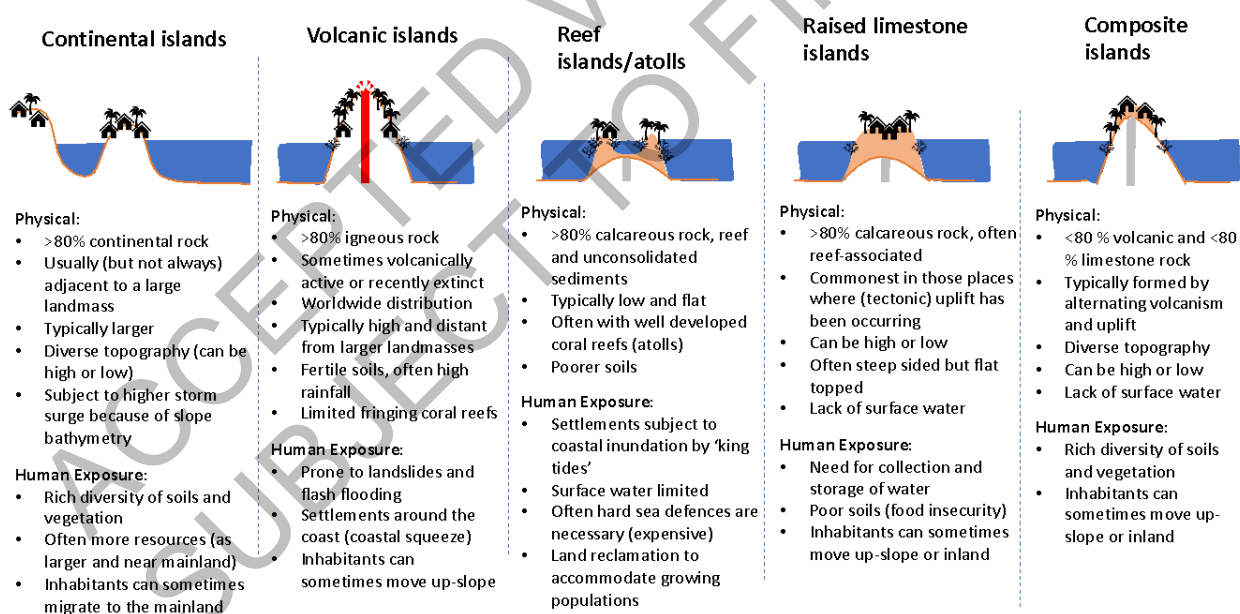 Continental islands
Physical:
• >80% continental rock
• Usually (but not always)
adjacent to a large
landmass
• Typically larger
• Diverse topography (can be
high or low)
• Subject to higher storm
surge because of slope
bathymetry
Human Exposure:
• Rich diversity of soils and
vegetation
• Often more resources (as
larger and near mainland)
• Inhabitants can sometimes
migrate to the mainland
Volcanic islands
Physical:
• >80% igneous rock
• Sometimes volcanically
active or recently extinct
• Worldwide distribution
• Typically high and distant
from larger landmasses
• Fertile soils, often high
rainfall
• Limited fringing coral reefs
Human Exposure:
• Prone to landslides and
flash flooding
• Settlements around the
coast (coastal squeeze)
• Inhabitants can
sometimes move up-slope
Reef
islands/atolls
Physical:
• >80% calcareous rock, reef
and unconsolidated
sediments
• Typically low and flat
• Often with well developed
coral reefs (atolls)
• Poorer soils
Human Exposure:
• Settlements subject to
coastal inundation by ‘king
tides’
• Surface water limited
• Often hard sea defences are
necessary (expensive)
• Land reclamation to
accommodate growing
populations
Raised limestone
islands
Physical:
• >80% calcareous rock, often
reef-associated
• Commonest in those places
where (tectonic) uplift has
been occurring
• Can be high or low
• Often steep sided but flat
topped
• Lack of surface water
Human Exposure:
• Need for collection and
storage of water
• Poor soils (food insecurity)
• Inhabitants can sometimes
move up-slope or inland
Composite
islands
Physical:
• <80 % volcanic and <80
% limestone rock
• Typically formed by
alternating volcanism
and uplift
• Diverse topography
• Can be high or low
• Lack of surface water
Human Exposure:
• Rich diversity of soils
and vegetation
• Inhabitants can
sometimes move up-
slope or inland
ACCEPTED V
SUBJECT TO FI